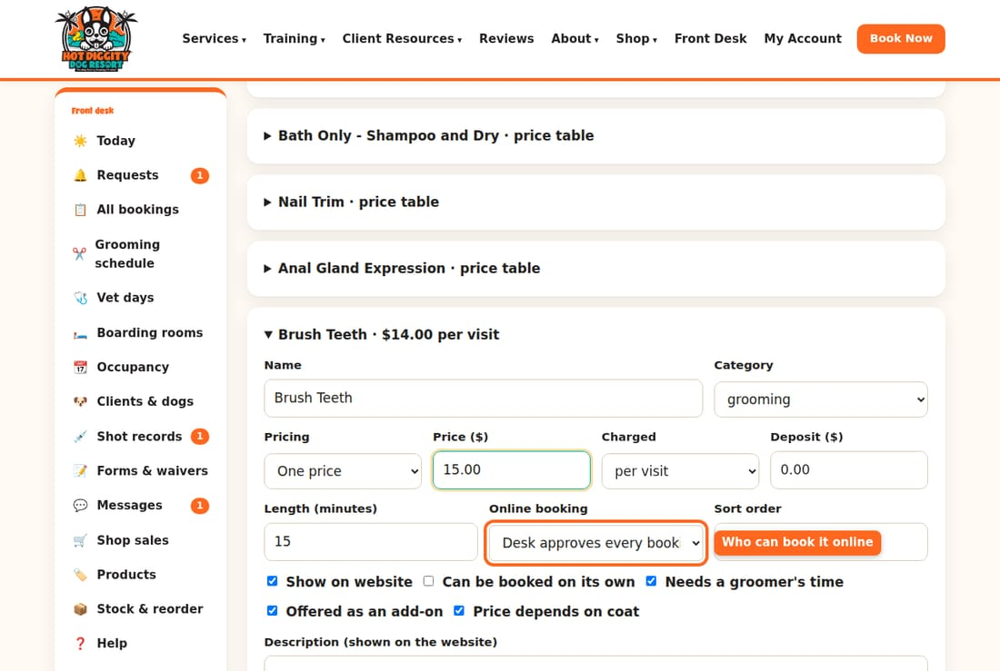 HOT DIGGITY
DOG RESORT
Services ▾
Training ▾
Client Resources ▾
Reviews
About ▾
Shop ▾
Front Desk
My Account
Book Now
Front desk
Today
Requests 1
All bookings
Grooming
schedule
Vet days
Boarding rooms
Occupancy
Clients & dogs
Shot records 1
Forms & waivers
Messages 1
Shop sales
Products
Stock & reorder
Help
▶ Bath Only - Shampoo and Dry · price table
▶ Nail Trim · price table
▶ Anal Gland Expression · price table
▼ Brush Teeth · $14.00 per visit
Name Category
Brush Teeth grooming
Pricing Price ($) Charged Deposit ($)
One price 15.00 per visit 0.00
Length (minutes) Online booking Sort order
15 Desk approves every booki Who can book it online
Show on website Can be booked on its own Needs a groomer's time
Offered as an add-on Price depends on coat
Description (shown on the website)